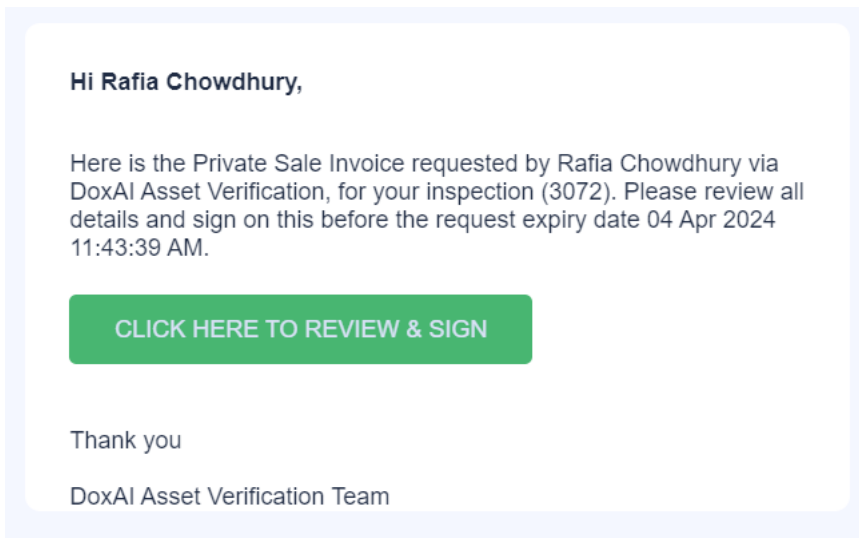 Hi Rafia Chowdhury,
Here is the Private Sale Invoice requested by Rafia Chowdhury via
DoxAI Asset Verification, for your inspection (3072). Please review all
details and sign on this before the request expiry date 04 Apr 2024
11:43:39 AM.
CLICK HERE TO REVIEW & SIGN
Thank you
DoxAI Asset Verification Team